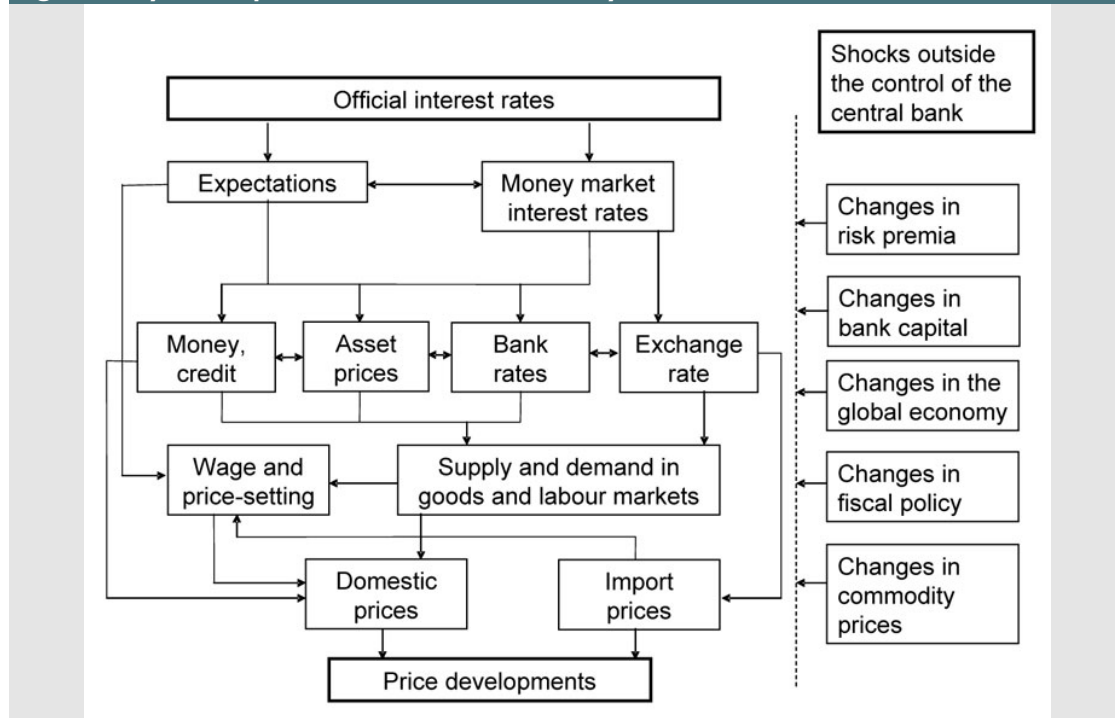 Shocks outside
the control of the
central bank
Official interest rates
Expectations
Money market
interest rates
Changes in
risk premia
Changes in
bank capital
Money,
credit
Asset
prices
Bank
rates
Exchange
rate
Changes in the
global economy
Wage and
price-setting
Supply and demand in
goods and labour markets
Changes in
fiscal policy
Domestic
prices
Import
prices
Changes in
commodity
prices
Price developments